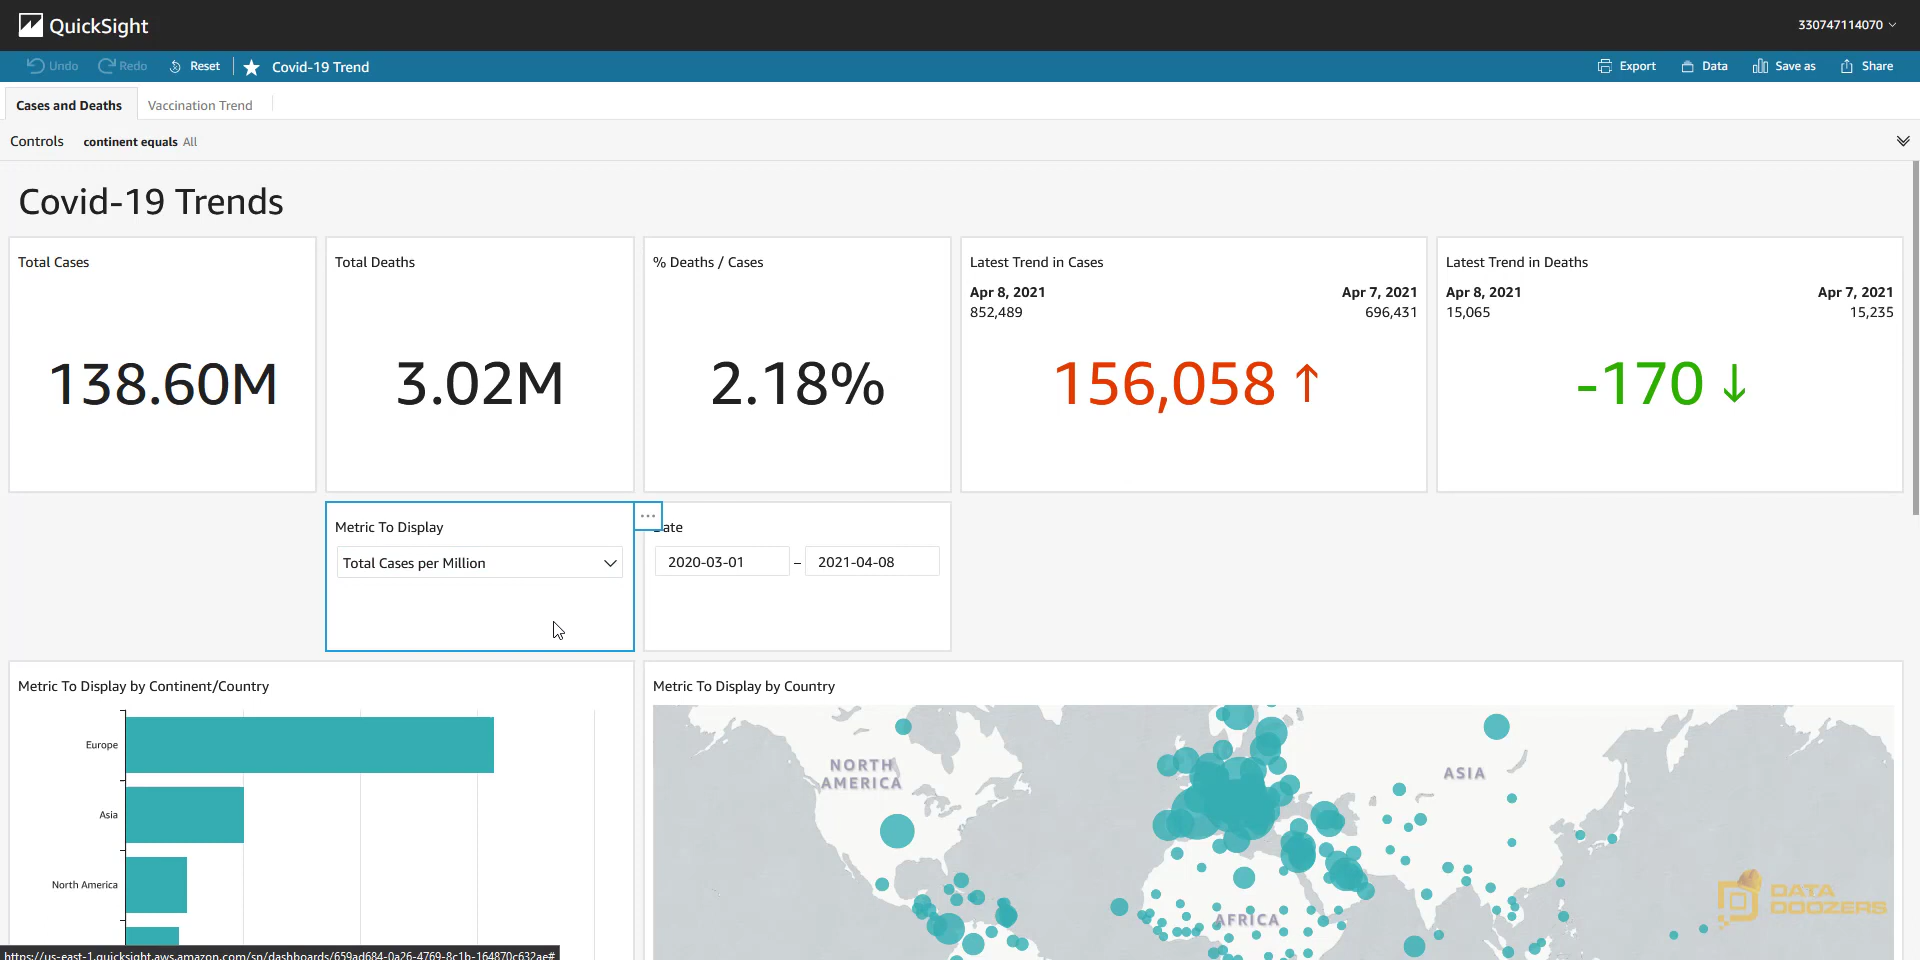 QuickSight
330747114070
Undo
Redo
Reset
Covid-19 Trend
Export
Data
Save as
Share
Cases and Deaths
Vaccination Trend
Controls
continent equals All
Covid-19 Trends
Total Cases
138.60M
Total Deaths
3.02M
% Deaths / Cases
2.18%
Latest Trend in Cases
Apr 8, 2021
Apr 7, 2021
852,489
696,431
156,058 ↑
Latest Trend in Deaths
Apr 8, 2021
Apr 7, 2021
15,065
15,235
-170 ↓
Metric To Display
Total Cases per Million
ate
2020-03-01 – 2021-04-08
Metric To Display by Continent/Country
Europe
Asia
North America
Metric To Display by Country
NORTH
AMERICA
ASIA
AFRICA
DATA
DOOZERS
https://us-east-1.quicksight.aws.amazon.com/sn/dashboards/659ad684-0a26-4769-8c1b-164870c632ae#